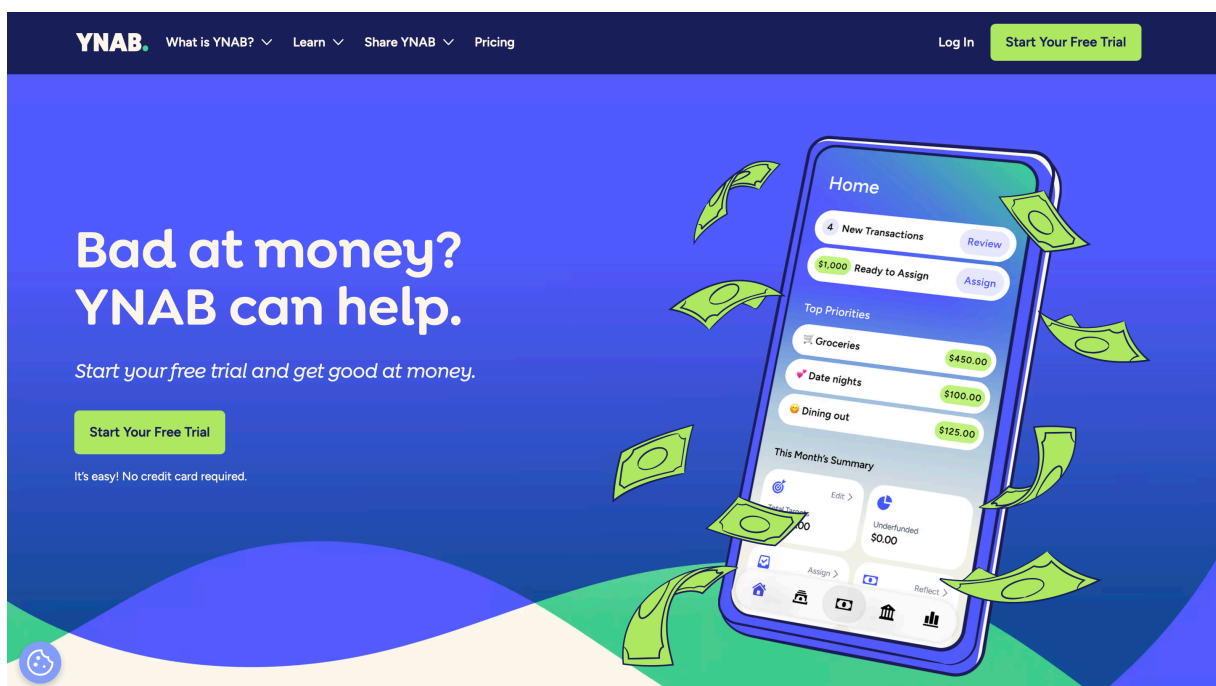 YNAB.
What is YNAB?
Learn
Share YNAB
Pricing
Log In
Start Your Free Trial
Bad at money?
YNAB can help.
Start your free trial and get good at money.
Start Your Free Trial
It's easy! No credit card required.
Home
4 New Transactions Review
$1,000 Ready to Assign Assign
Top Priorities
Groceries $450.00
Date nights $100.00
Dining out $125.00
This Month's Summary
Edit
Total Targets
00
Underfunded
$0.00
Assign
Reflect